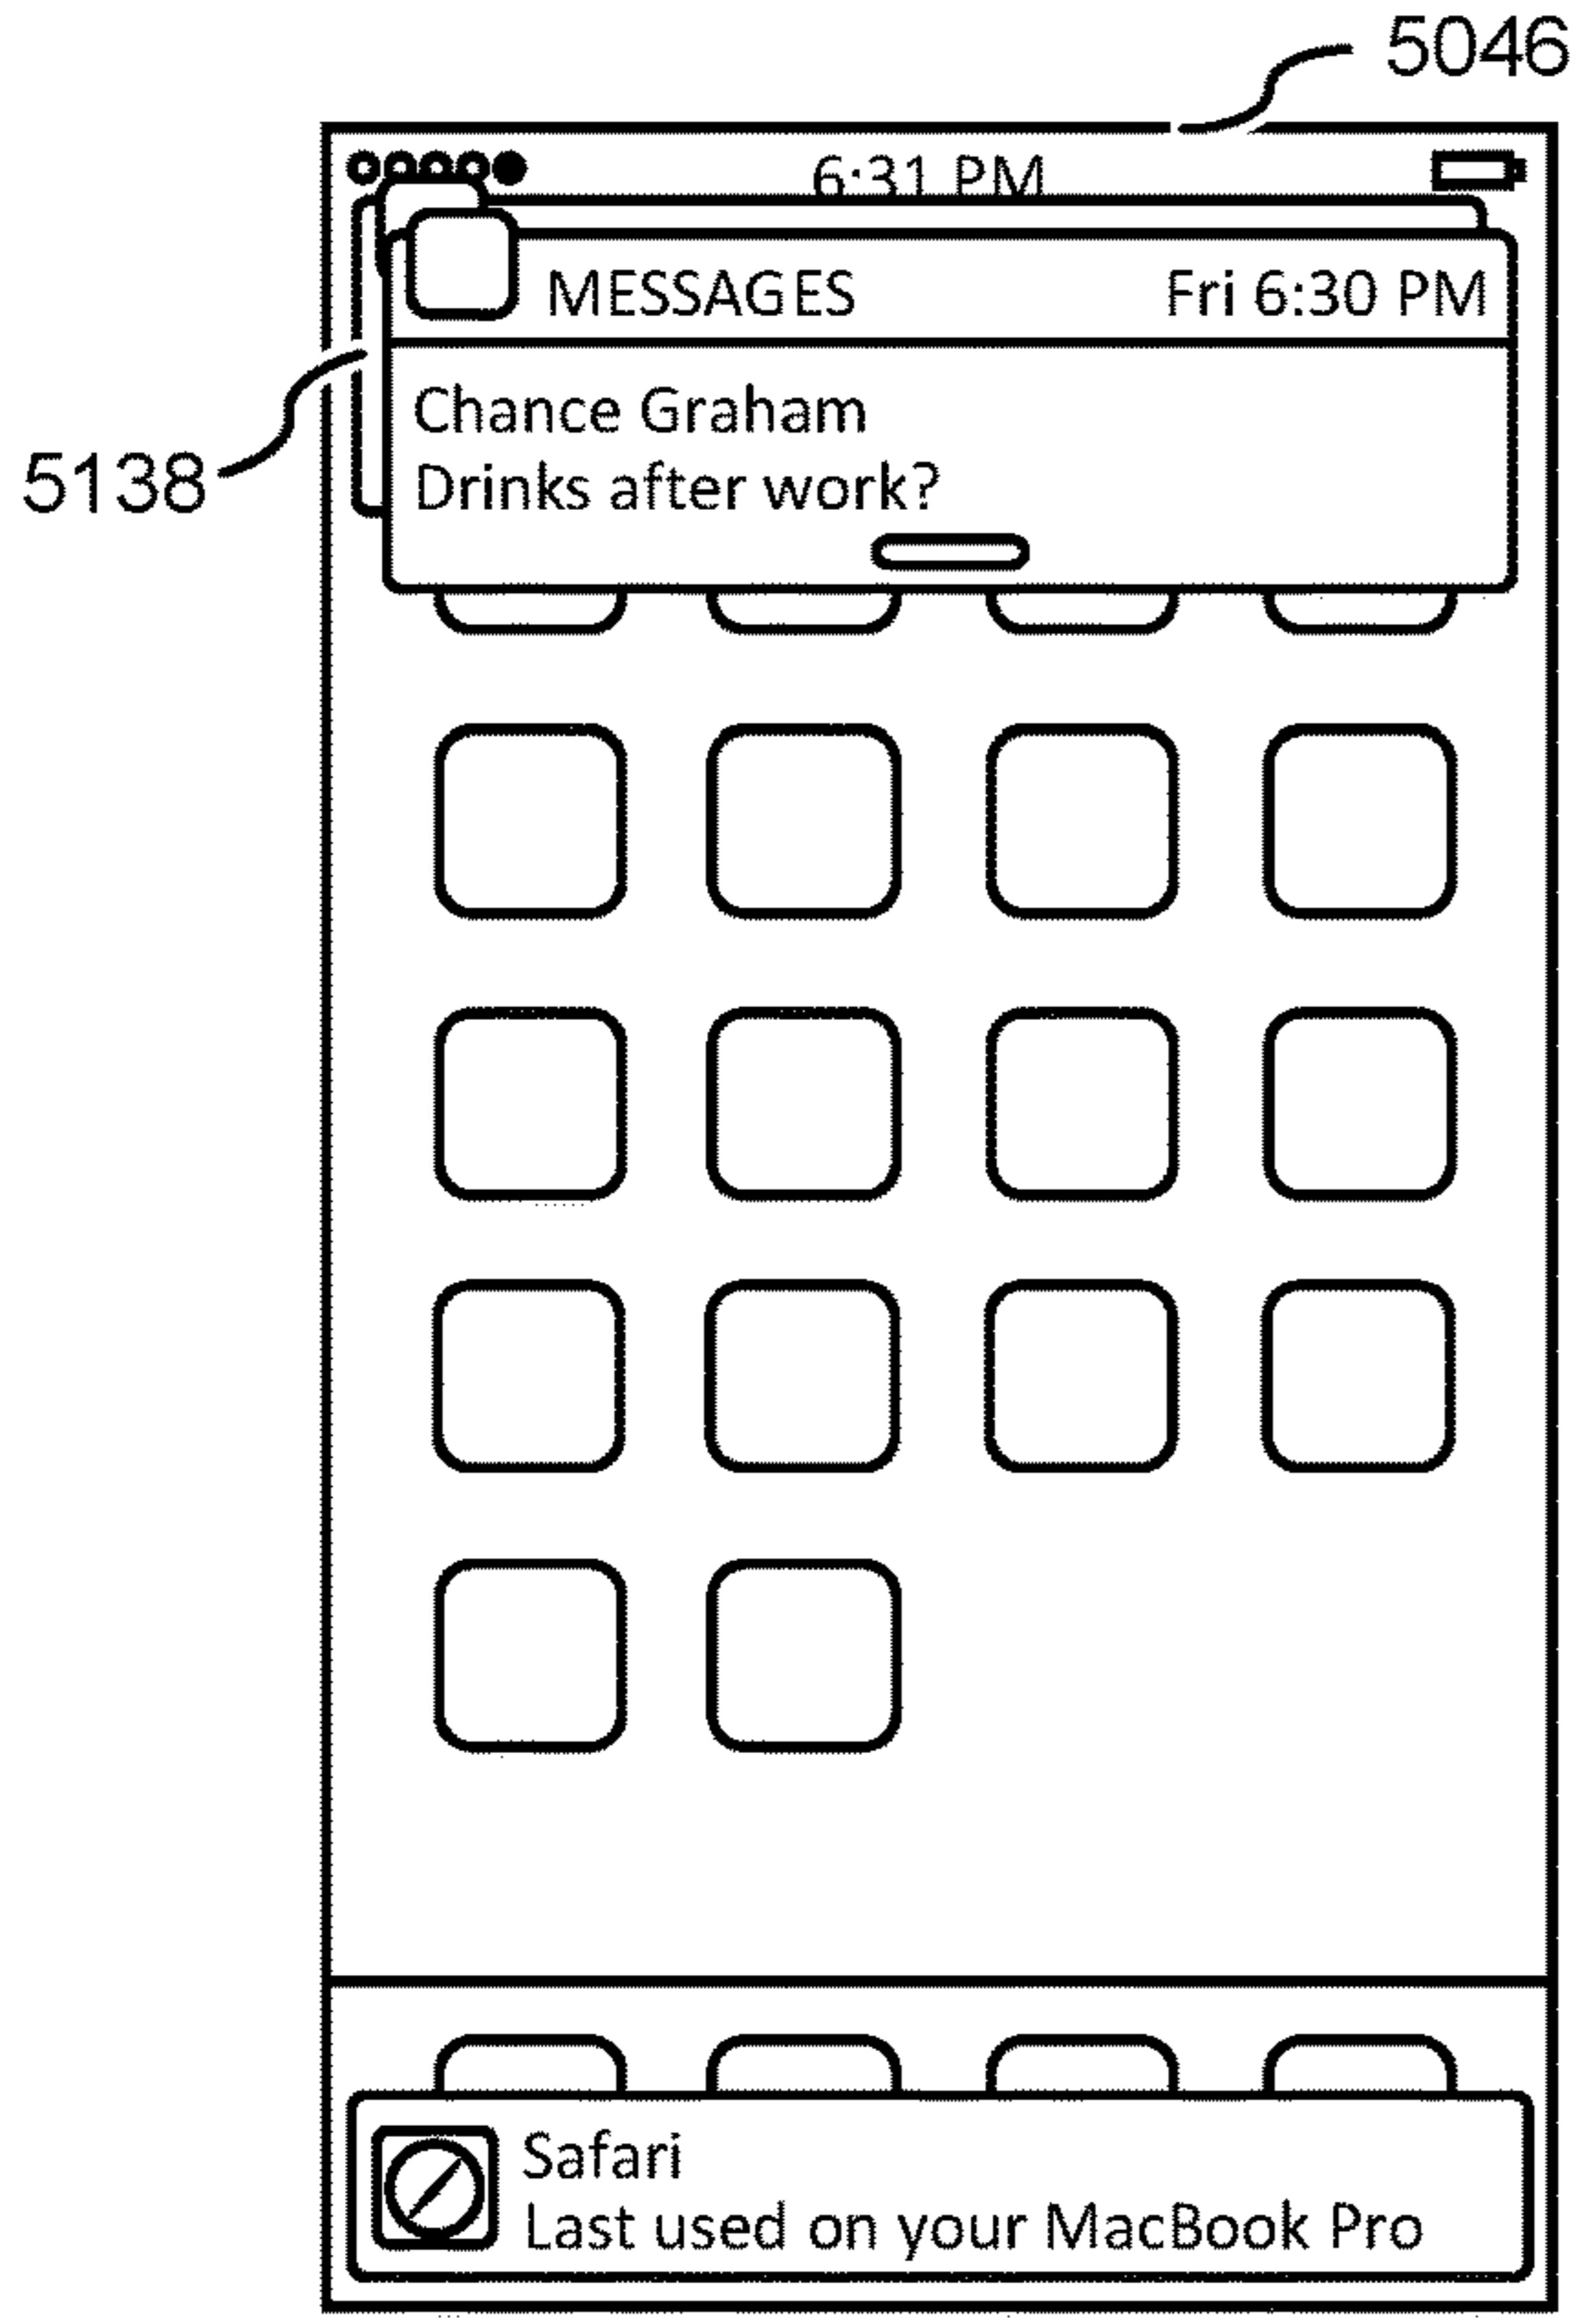 5046
6:31 PM
MESSAGES Fri 6:30 PM
Chance Graham
5138
Drinks after work?
Safari
Last used on your MacBook Pro